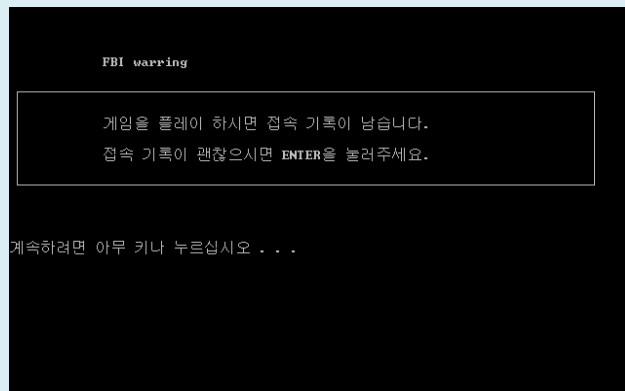 FBI warring
게임을 플레이 하시면 접속 기록이 남습니다.
접속 기록이 괜찮으시면 ENTER을 눌러주세요.
계속하려면 아무 키나 누르십시오 . . .